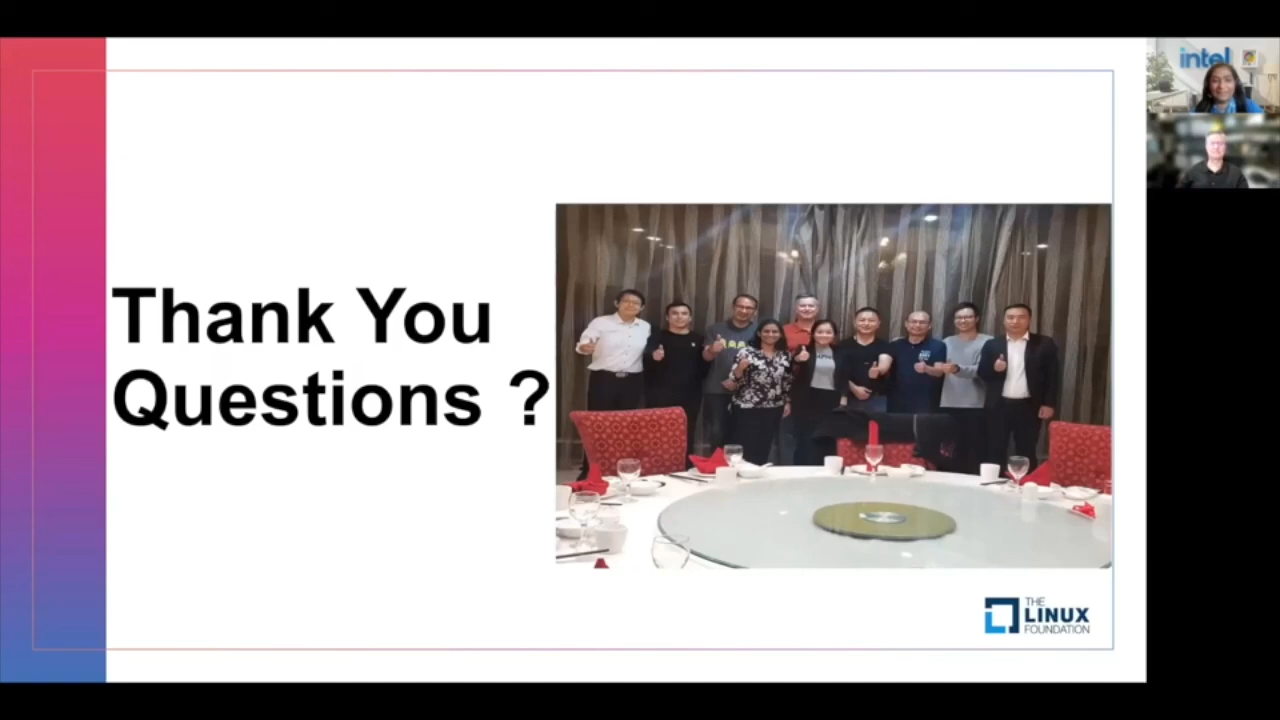 Thank You
Questions ?
THE
LINUX
FOUNDATION
intel